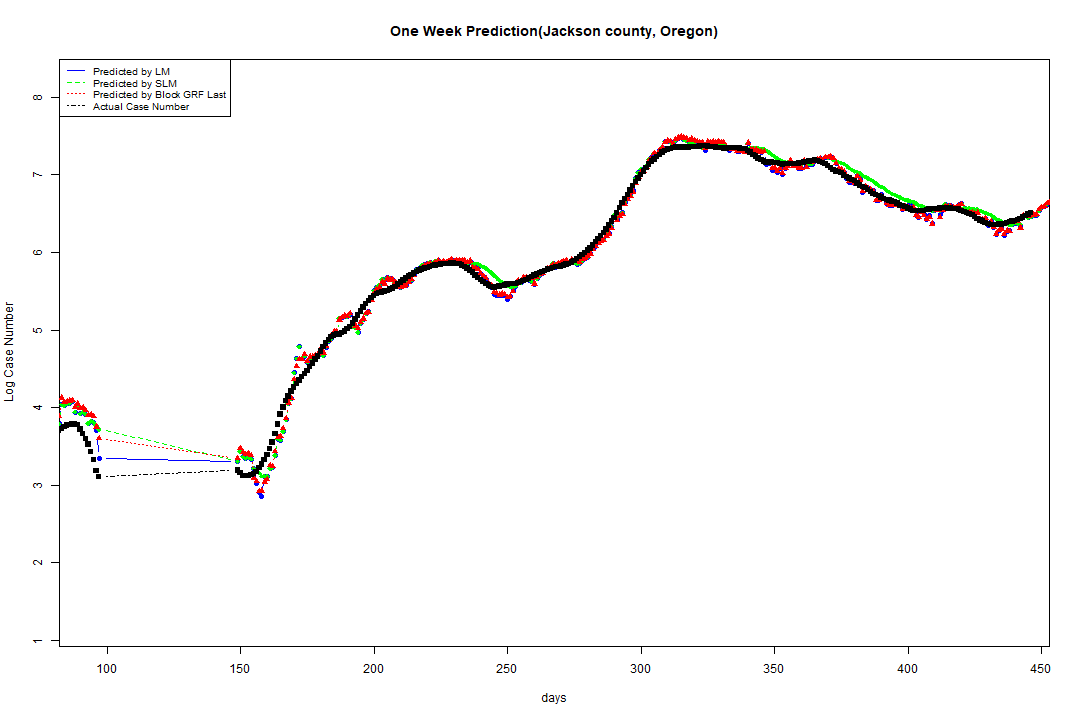 One Week Prediction(Jackson county, Oregon)
Predicted by LM
Predicted by SLM
Predicted by Block GRF Last
Actual Case Number
8
7
6
5
4
3
2
1
Log Case Number
100 150 200 250 300 350 400 450
days